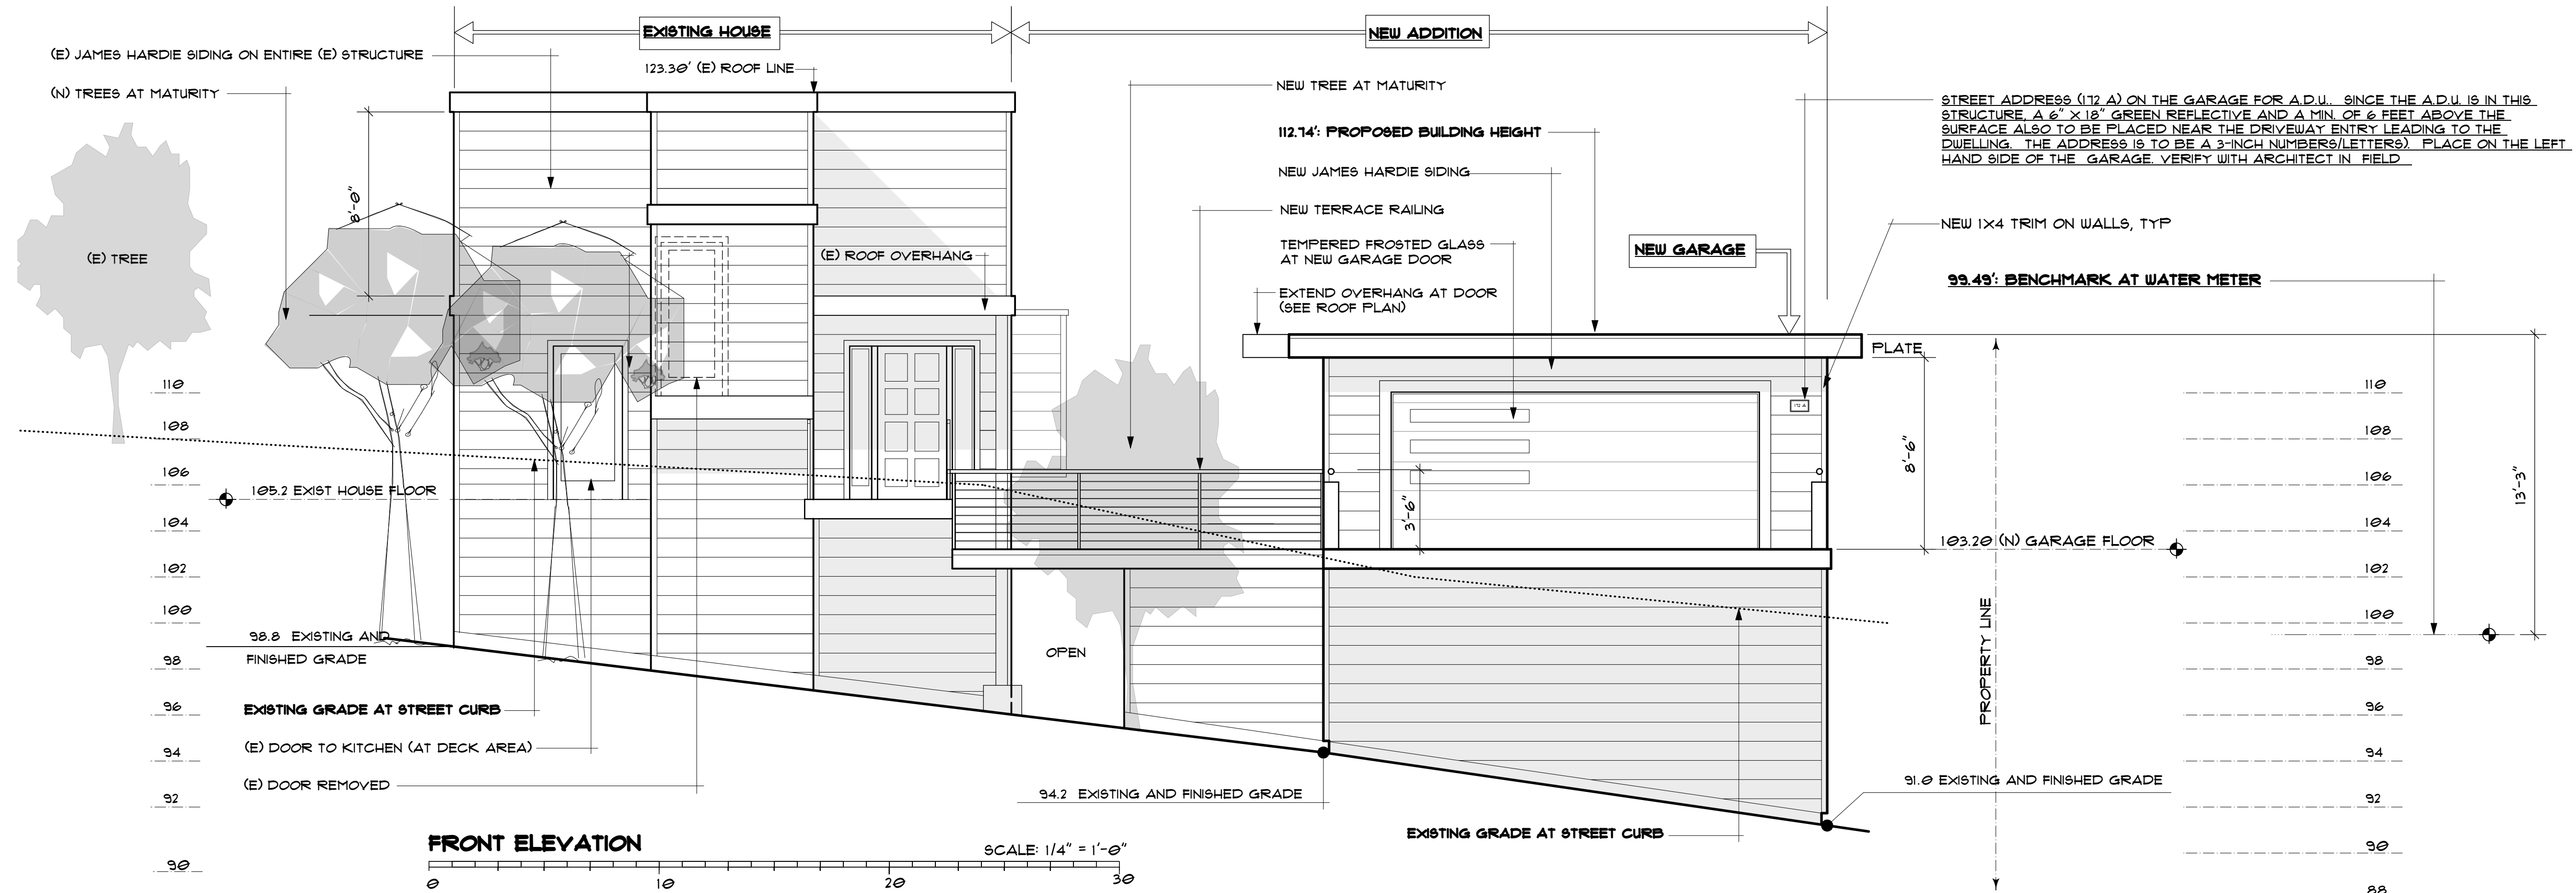 EXISTING HOUSE
NEW ADDITION
(E) JAMES HARDIE SIDING ON ENTIRE (E) STRUCTURE
123.30' (E) ROOF LINE
(N) TREES AT MATURITY
NEW TREE AT MATURITY
STREET ADDRESS (172 A) ON THE GARAGE FOR A.D.U.. SINCE THE A.D.U. IS IN THIS
STRUCTURE, A 6" X 18" GREEN REFLECTIVE AND A MIN. OF 6 FEET ABOVE THE
SURFACE ALSO TO BE PLACED NEAR THE DRIVEWAY ENTRY LEADING TO THE
DWELLING. THE ADDRESS IS TO BE A 3-INCH NUMBERS/LETTERS). PLACE ON THE LEFT
HAND SIDE OF THE GARAGE. VERIFY WITH ARCHITECT IN FIELD
112.74': PROPOSED BUILDING HEIGHT
NEW JAMES HARDIE SIDING
8'-0"
NEW TERRACE RAILING
NEW 1X4 TRIM ON WALLS, TYP
(E) TREE
(E) ROOF OVERHANG
TEMPERED FROSTED GLASS
AT NEW GARAGE DOOR
NEW GARAGE
99.49': BENCHMARK AT WATER METER
EXTEND OVERHANG AT DOOR
(SEE ROOF PLAN)
PLATE
110
108
106
104
102
100
98
96
94
92
90
172 A
110
108
106
104
102
100
98
96
94
92
90
88
8'-6"
13'-3"
3'-6"
105.2 EXIST HOUSE FLOOR
103.20 (N) GARAGE FLOOR
PROPERTY LINE
98.8 EXISTING AND
FINISHED GRADE
OPEN
EXISTING GRADE AT STREET CURB
(E) DOOR TO KITCHEN (AT DECK AREA)
(E) DOOR REMOVED
94.2 EXISTING AND FINISHED GRADE
91.0 EXISTING AND FINISHED GRADE
EXISTING GRADE AT STREET CURB
FRONT ELEVATION
SCALE: 1/4" = 1'-0"
0 10 20 30